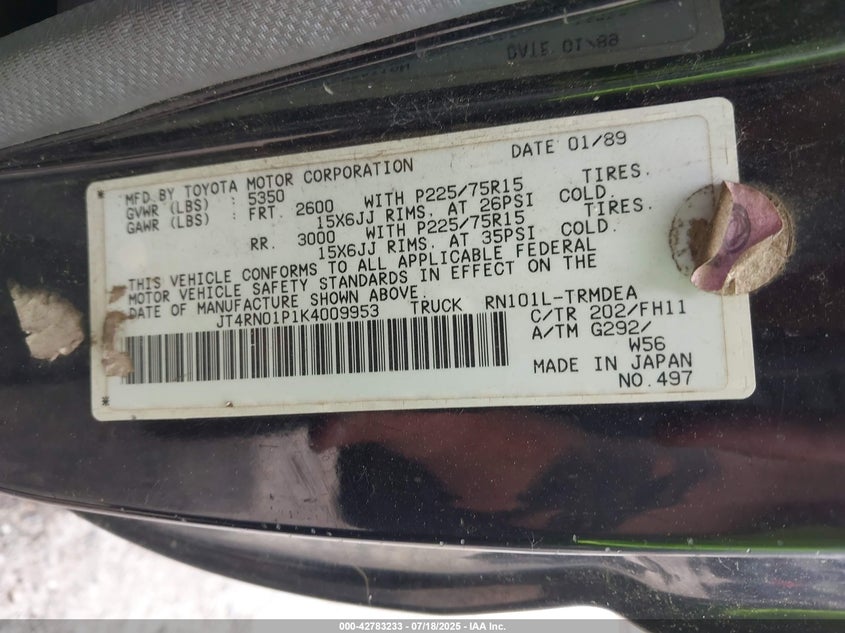 DATE 01/89
MFD BY TOYOTA MOTOR CORPORATION DATE 01/89
GVWR (LBS) : 5350
GAWR (LBS) : FRT. 2600 WITH P225/75R15 TIRES.
15X6JJ RIMS. AT 26PSI COLD.
RR. 3000 WITH P225/75R15 TIRES.
15X6JJ RIMS. AT 35PSI COLD.
THIS VEHICLE CONFORMS TO ALL APPLICABLE FEDERAL
MOTOR VEHICLE SAFETY STANDARDS IN EFFECT ON THE
DATE OF MANUFACTURE SHOWN ABOVE.
* JT4RN01P1K4009953 TRUCK RN101L-TRMDEA
C/TR 202/FH11
A/TM G292/
W56
MADE IN JAPAN
* NO.497
000-42783233 - 07/18/2025 - IAA Inc.